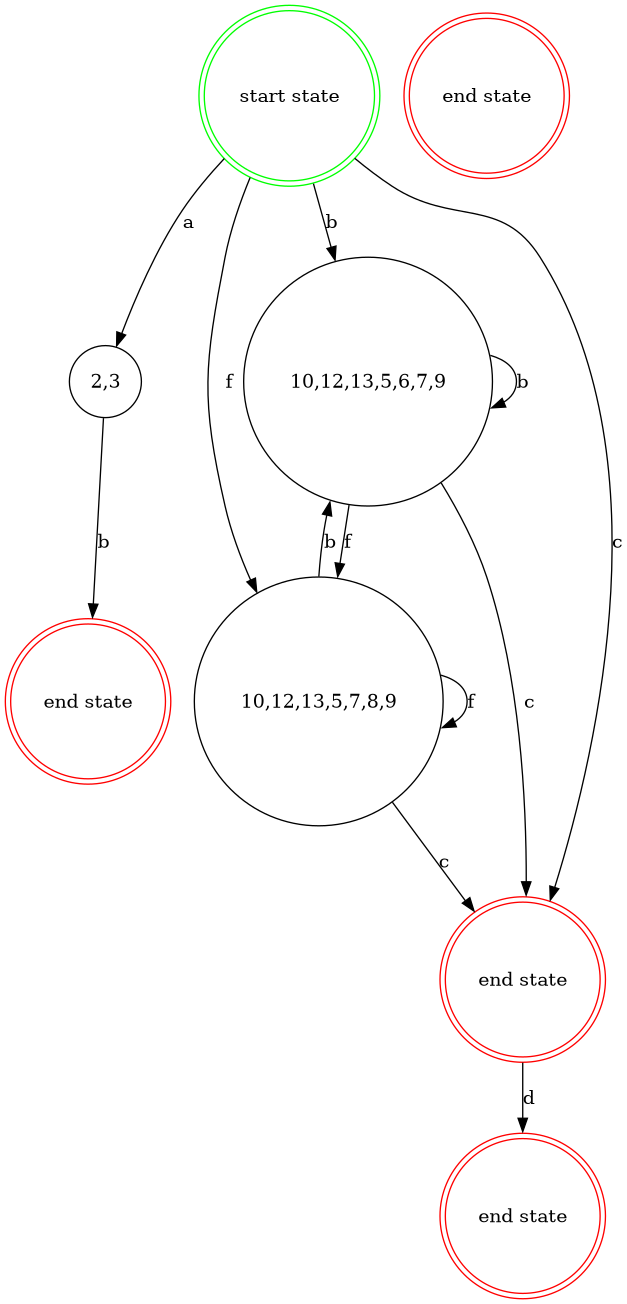 start state
end state
a
b
2,3
f
10,12,13,5,6,7,9
b
c
b
b
f
end state
10,12,13,5,7,8,9
f
c
c
end state
d
end state